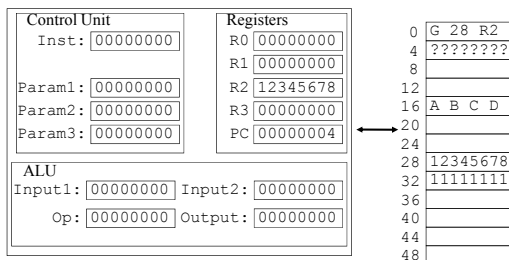 Control Unit
Inst: 00000000
Param1: 00000000
Param2: 00000000
Param3: 00000000
Registers
R0 00000000
R1 00000000
R2 12345678
R3 00000000
PC 00000004
ALU
Input1: 00000000 Input2: 00000000
Op: 00000000 Output: 00000000
0 G 28 R2
4 ????????
8
12
16 A B C D
20
24
28 12345678
32 11111111
36
40
44
48